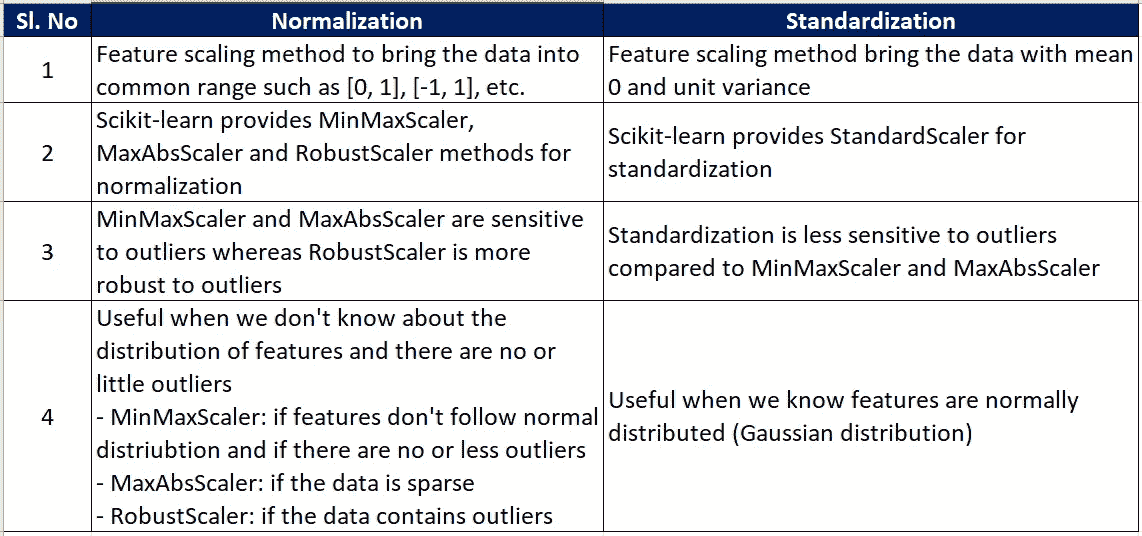 Sl. No Normalization Standardization
1
Feature scaling method to bring the data into
common range such as [0, 1], [-1, 1], etc.
Feature scaling method bring the data with mean
0 and unit variance
2
Scikit-learn provides MinMaxScaler,
MaxAbsScaler and RobustScaler methods for
normalization
Scikit-learn provides StandardScaler for
standardization
3
MinMaxScaler and MaxAbsScaler are sensitive
to outliers whereas RobustScaler is more
robust to outliers
Standardization is less sensitive to outliers
compared to MinMaxScaler and MaxAbsScaler
4
Useful when we don't know about the
distribution of features and there are no or
little outliers
- MinMaxScaler: if features don't follow normal
distriubtion and if there are no or less outliers
- MaxAbsScaler: if the data is sparse
- RobustScaler: if the data contains outliers
Useful when we know features are normally
distributed (Gaussian distribution)